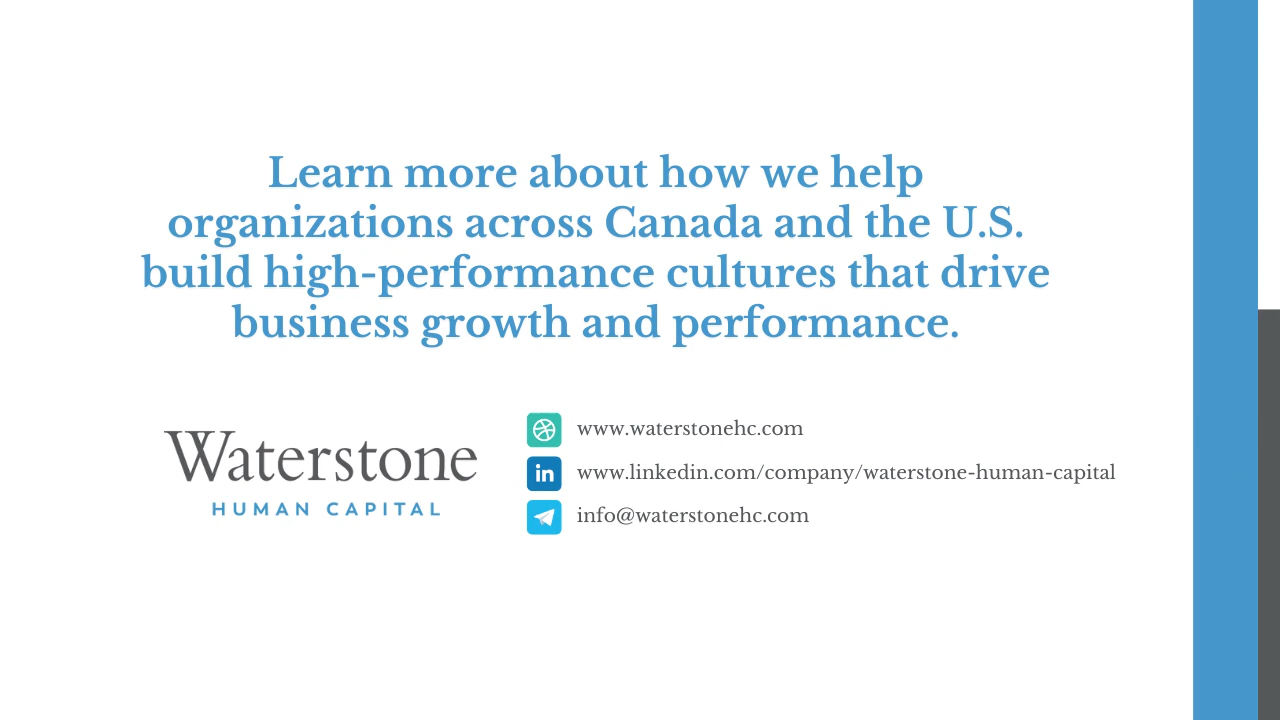 Learn more about how we help
organizations across Canada and the U.S.
build high-performance cultures that drive
business growth and performance.
Waterstone
HUMAN CAPITAL
www.waterstonehc.com
in
www.linkedin.com/company/waterstone-human-capital
info@waterstonehc.com